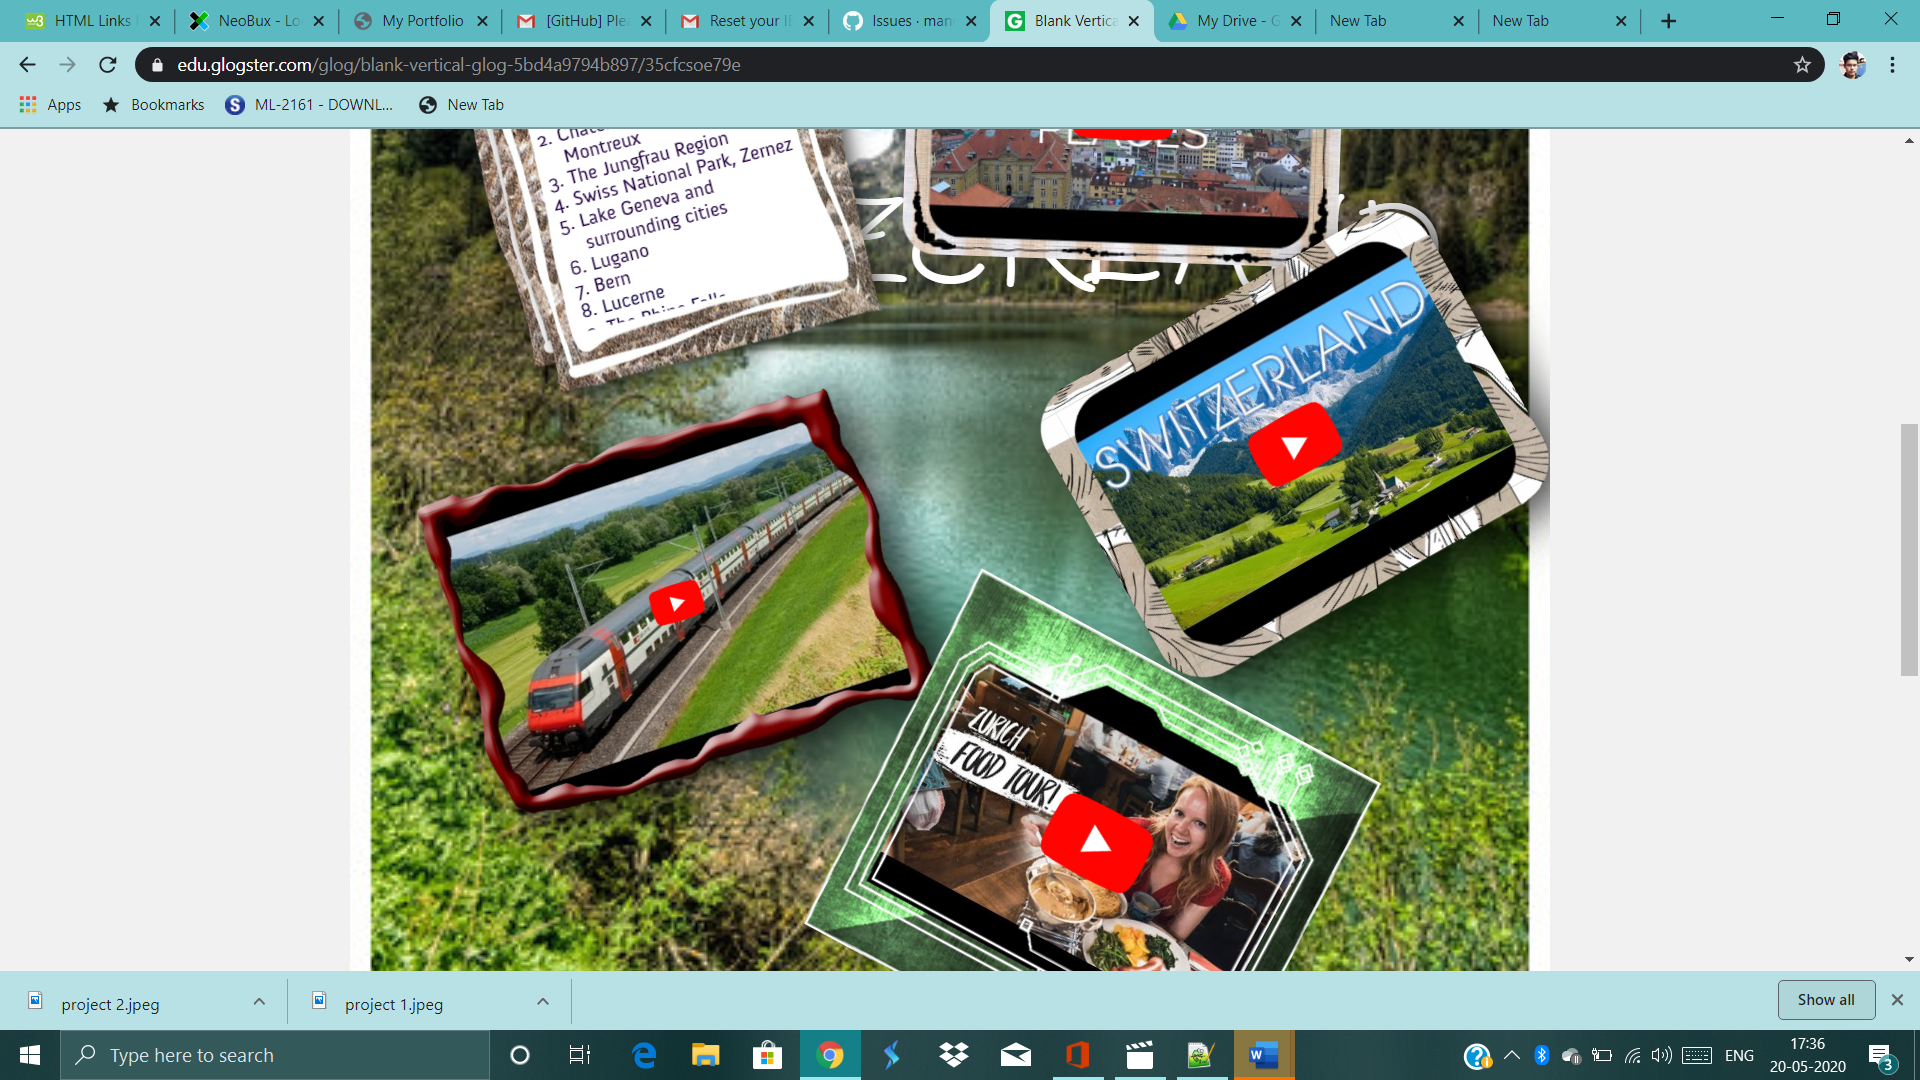 HTML Links
NeoBux - Lo
My Portfolio
[GitHub] Ple
Reset your
Issues · man
Blank Vertica
My Drive - G
New Tab
New Tab
edu.glogster.com/glog/blank-vertical-glog-5bd4a9794b897/35cfcsoe79e
Apps
Bookmarks
ML-2161 - DOWNL...
New Tab
2.
Montreux
3. The Jungfrau Region
4. Swiss National Park, Zernez
5. Lake Geneva and
surrounding cities
6. Lugano
7. Bern
8. Lucerne
PLACES
SWITZERLAND
ZURICH
FOOD TOUR!
project 2.jpeg
project 1.jpeg
Show all
Type here to search
ENG
17:36
20-05-2020
3